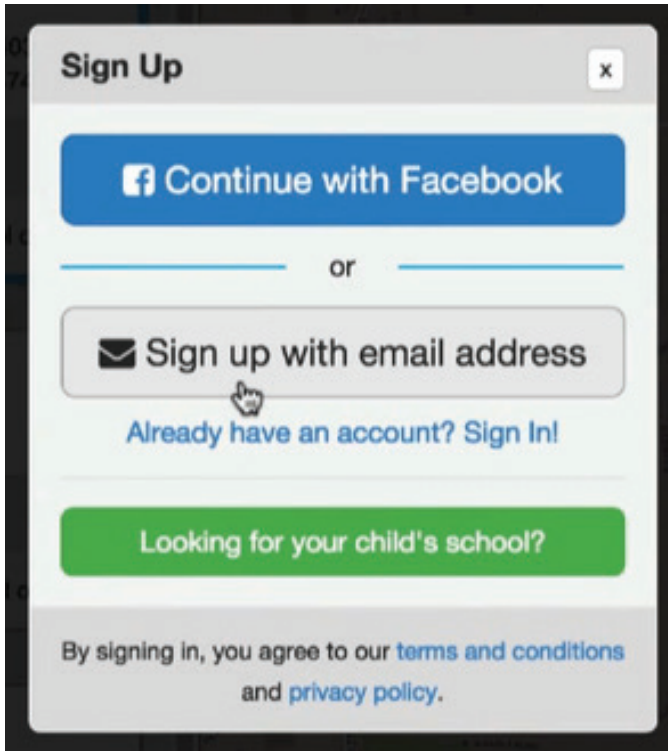 Sign Up
x
Continue with Facebook
or
Sign up with email address
Already have an account? Sign In!
Looking for your child's school?
By signing in, you agree to our terms and conditions
and privacy policy.